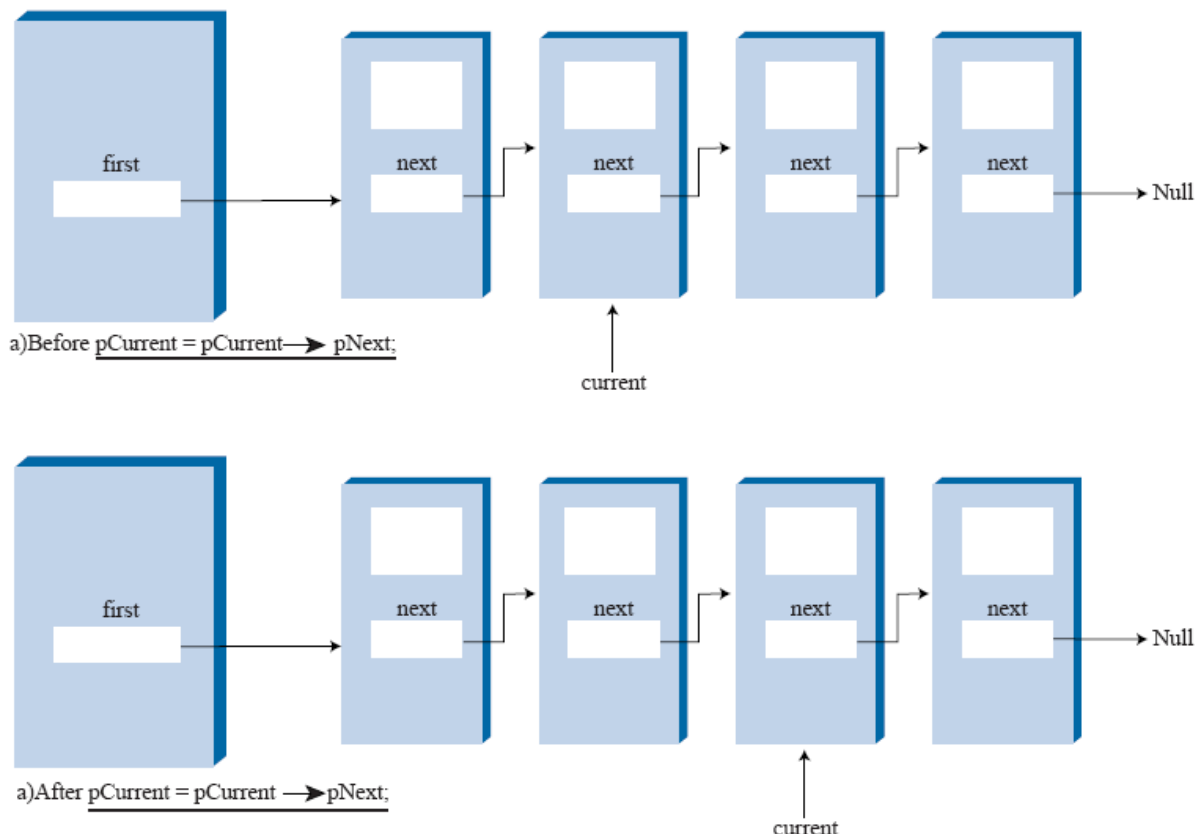 first
next
next
next
next
Null
a)Before pCurrent = pCurrent pNext;
current
first
next
next
next
next
Null
a)After pCurrent = pCurrent pNext;
current